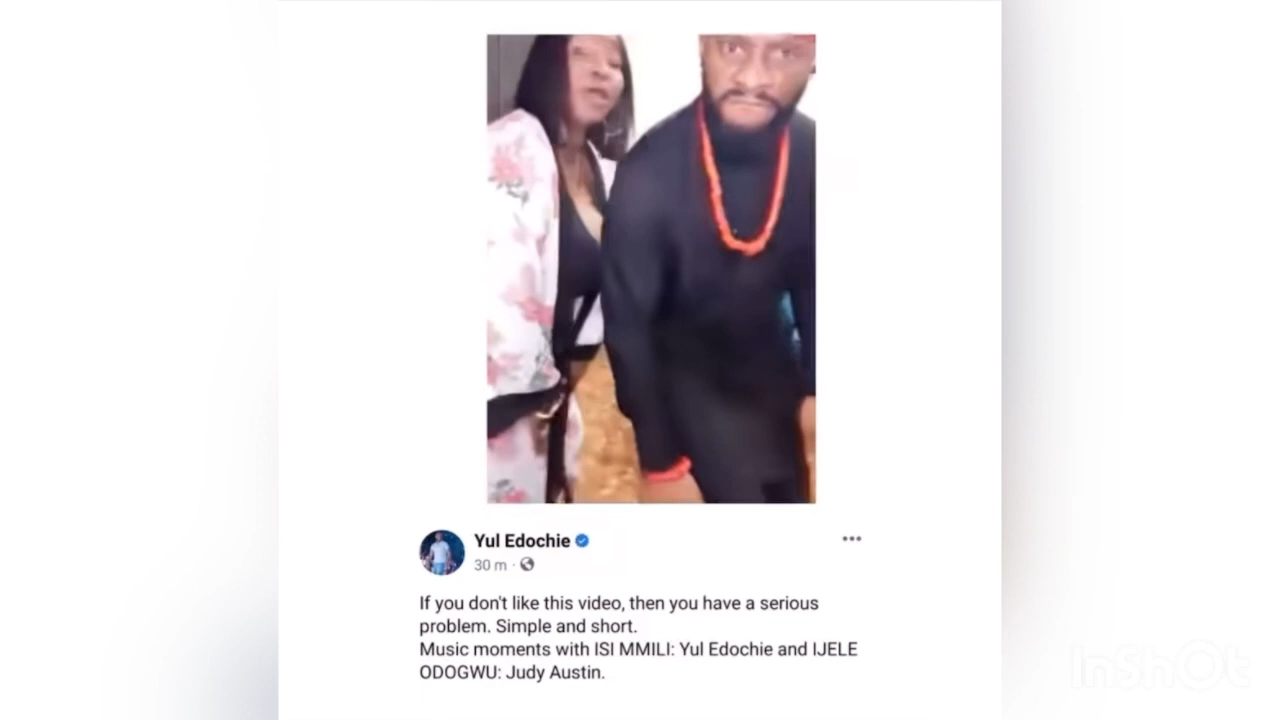 Yul Edochie
30 m ·
If you don't like this video, then you have a serious
problem. Simple and short.
Music moments with ISI MMILI: Yul Edochie and IJELE
ODOGWU: Judy Austin.
InShOt